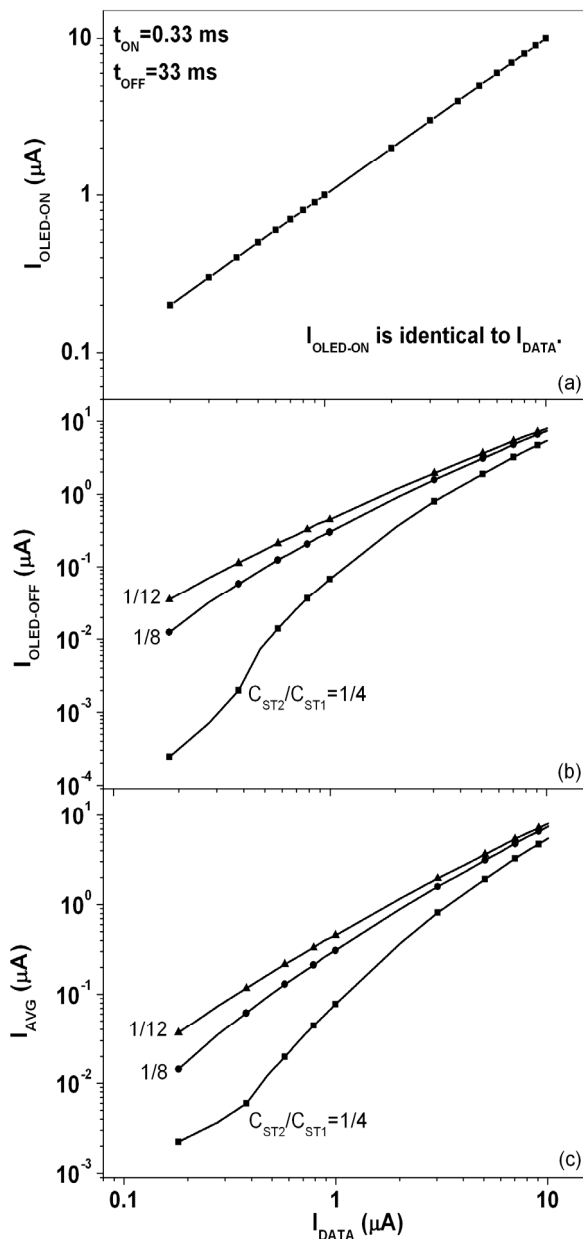 t_ON=0.33 ms
t_OFF=33 ms
10
1
0.1
I_OLED-ON (μA)
I_OLED-ON is identical to I_DATA.
(a)
10^1
10^0
10^-1
10^-2
10^-3
10^-4
I_OLED-OFF (μA)
1/12
1/8
C_ST2/C_ST1=1/4
(b)
10^1
10^0
10^-1
10^-2
10^-3
I_AVG (μA)
1/12
1/8
C_ST2/C_ST1=1/4
(c)
0.1
1
10
I_DATA (μA)